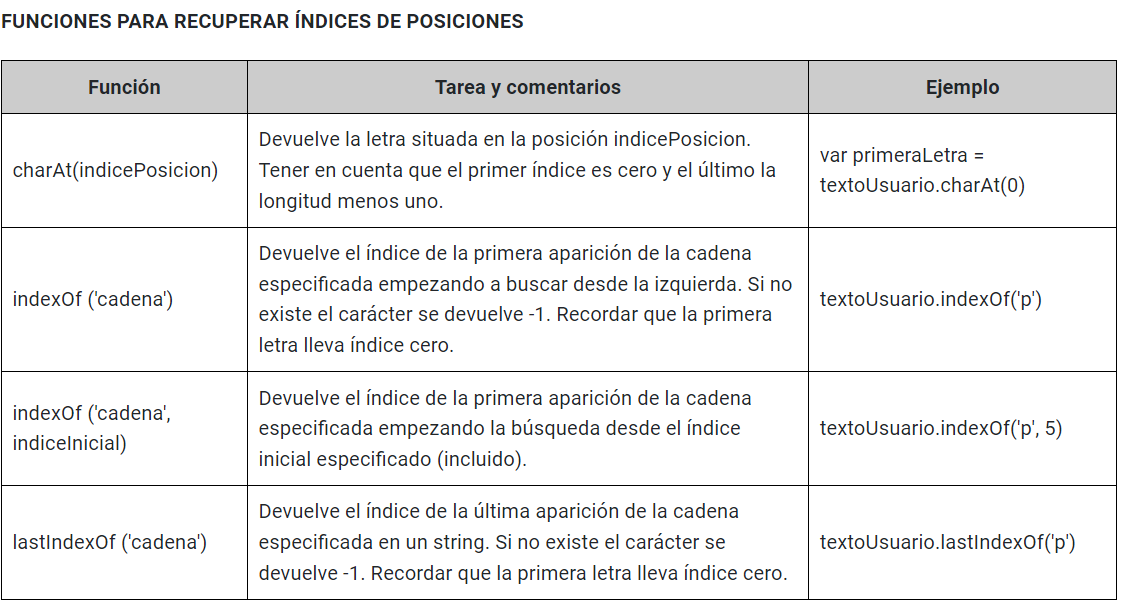 FUNCIONES PARA RECUPERAR ÍNDICES DE POSICIONES
Función
Tarea y comentarios
Ejemplo
charAt(indicePosicion)
Devuelve la letra situada en la posición indicePosicion.
Tener en cuenta que el primer índice es cero y el último la
longitud menos uno.
var primeraLetra =
textoUsuario.charAt(0)
indexOf ('cadena')
Devuelve el índice de la primera aparición de la cadena
especificada empezando a buscar desde la izquierda. Si no
existe el carácter se devuelve -1. Recordar que la primera
letra lleva índice cero.
textoUsuario.indexOf('p')
indexOf ('cadena',
indiceInicial)
Devuelve el índice de la primera aparición de la cadena
especificada empezando la búsqueda desde el índice
inicial especificado (incluido).
textoUsuario.indexOf('p', 5)
lastIndexOf ('cadena')
Devuelve el índice de la última aparición de la cadena
especificada en un string. Si no existe el carácter se
devuelve -1. Recordar que la primera letra lleva índice cero.
textoUsuario.lastIndexOf('p')